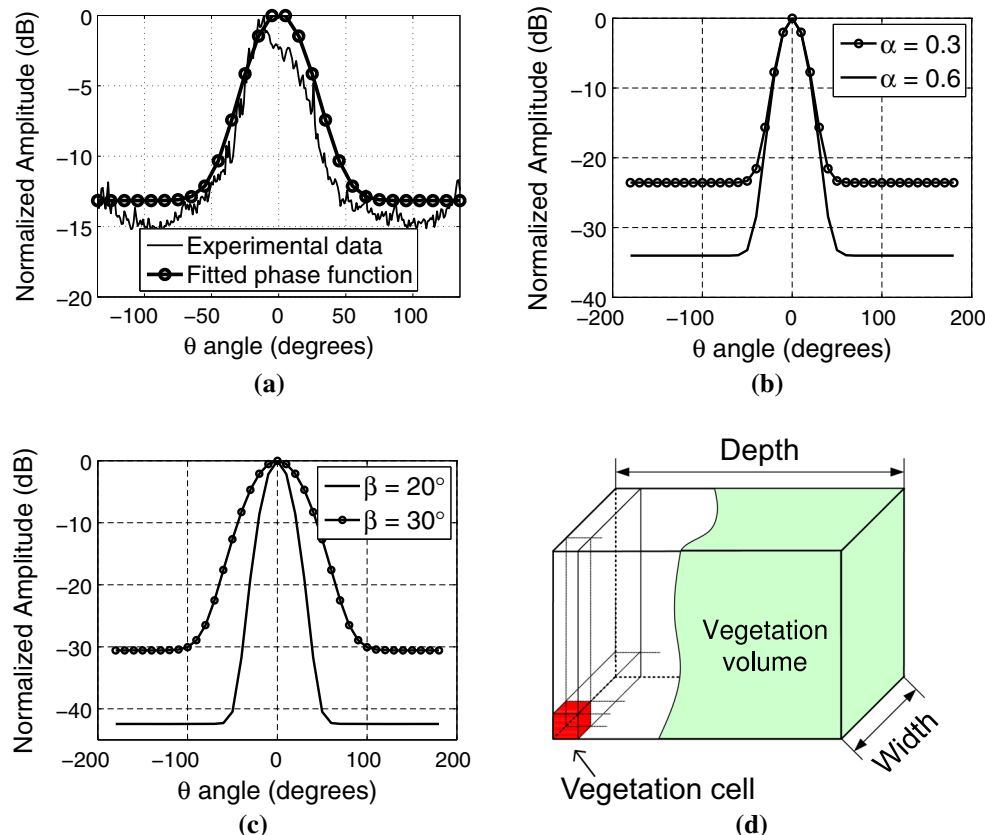 0
−5
−10
−15
−20
Normalized Amplitude (dB)
−100 −50 0 50 100
θ angle (degrees)
Experimental data
Fitted phase function
(a)
0
−10
−20
−30
−40
Normalized Amplitude (dB)
−200 −100 0 100 200
θ angle (degrees)
α = 0.3
α = 0.6
(b)
0
−10
−20
−30
−40
Normalized Amplitude (dB)
−200 −100 0 100 200
θ angle (degrees)
β = 20°
β = 30°
(c)
Depth
Vegetation
volume
Width
Vegetation cell
(d)